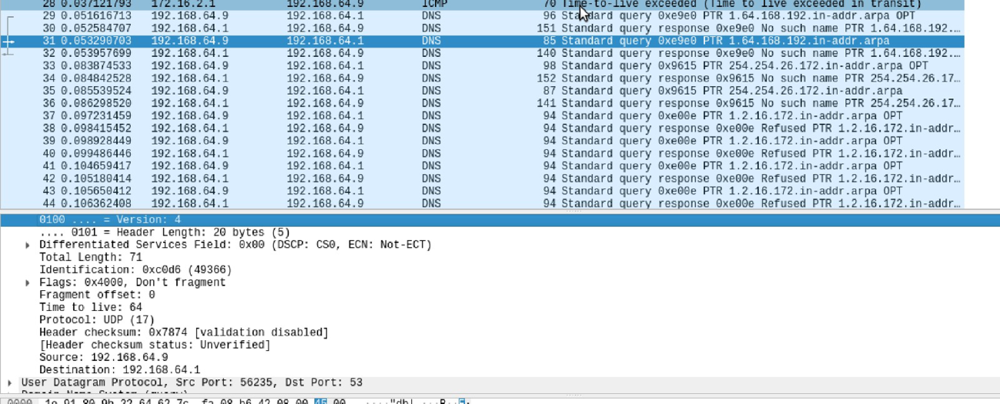 28 0.037121793 172.16.2.1 192.168.64.9 ICMP 70 Time-to-live exceeded (Time to live exceeded in transit)
29 0.051616713 192.168.64.9 192.168.64.1 DNS 96 Standard query 0xe9e0 PTR 1.64.168.192.in-addr.arpa OPT
30 0.052584707 192.168.64.1 192.168.64.9 DNS 151 Standard query response 0xe9e0 No such name PTR 1.64.168.192.…
31 0.053290703 192.168.64.9 192.168.64.1 DNS 85 Standard query 0xe9e0 PTR 1.64.168.192.in-addr.arpa
32 0.053957699 192.168.64.1 192.168.64.9 DNS 140 Standard query response 0xe9e0 No such name PTR 1.64.168.192.…
33 0.083874533 192.168.64.9 192.168.64.1 DNS 98 Standard query 0x9615 PTR 254.254.26.172.in-addr.arpa OPT
34 0.084842528 192.168.64.1 192.168.64.9 DNS 152 Standard query response 0x9615 No such name PTR 254.254.26.17…
35 0.085539524 192.168.64.9 192.168.64.1 DNS 87 Standard query 0x9615 PTR 254.254.26.172.in-addr.arpa
36 0.086298520 192.168.64.1 192.168.64.9 DNS 141 Standard query response 0x9615 No such name PTR 254.254.26.17…
37 0.097231459 192.168.64.9 192.168.64.1 DNS 94 Standard query 0xe00e PTR 1.2.16.172.in-addr.arpa OPT
38 0.098415452 192.168.64.1 192.168.64.9 DNS 94 Standard query response 0xe00e Refused PTR 1.2.16.172.in-addr…
39 0.098928449 192.168.64.9 192.168.64.1 DNS 94 Standard query 0xe00e PTR 1.2.16.172.in-addr.arpa OPT
40 0.099486446 192.168.64.1 192.168.64.9 DNS 94 Standard query response 0xe00e Refused PTR 1.2.16.172.in-addr…
41 0.104659417 192.168.64.9 192.168.64.1 DNS 94 Standard query 0xe00e PTR 1.2.16.172.in-addr.arpa OPT
42 0.105180414 192.168.64.1 192.168.64.9 DNS 94 Standard query response 0xe00e Refused PTR 1.2.16.172.in-addr…
43 0.105650412 192.168.64.9 192.168.64.1 DNS 94 Standard query 0xe00e PTR 1.2.16.172.in-addr.arpa OPT
44 0.106362408 192.168.64.1 192.168.64.9 DNS 94 Standard query response 0xe00e Refused PTR 1.2.16.172.in-addr…
0100 .... = Version: 4
.... 0101 = Header Length: 20 bytes (5)
Differentiated Services Field: 0x00 (DSCP: CS0, ECN: Not-ECT)
Total Length: 71
Identification: 0xc0d6 (49366)
Flags: 0x4000, Don't fragment
Fragment offset: 0
Time to live: 64
Protocol: UDP (17)
Header checksum: 0x7874 [validation disabled]
[Header checksum status: Unverified]
Source: 192.168.64.9
Destination: 192.168.64.1
User Datagram Protocol, Src Port: 56235, Dst Port: 53